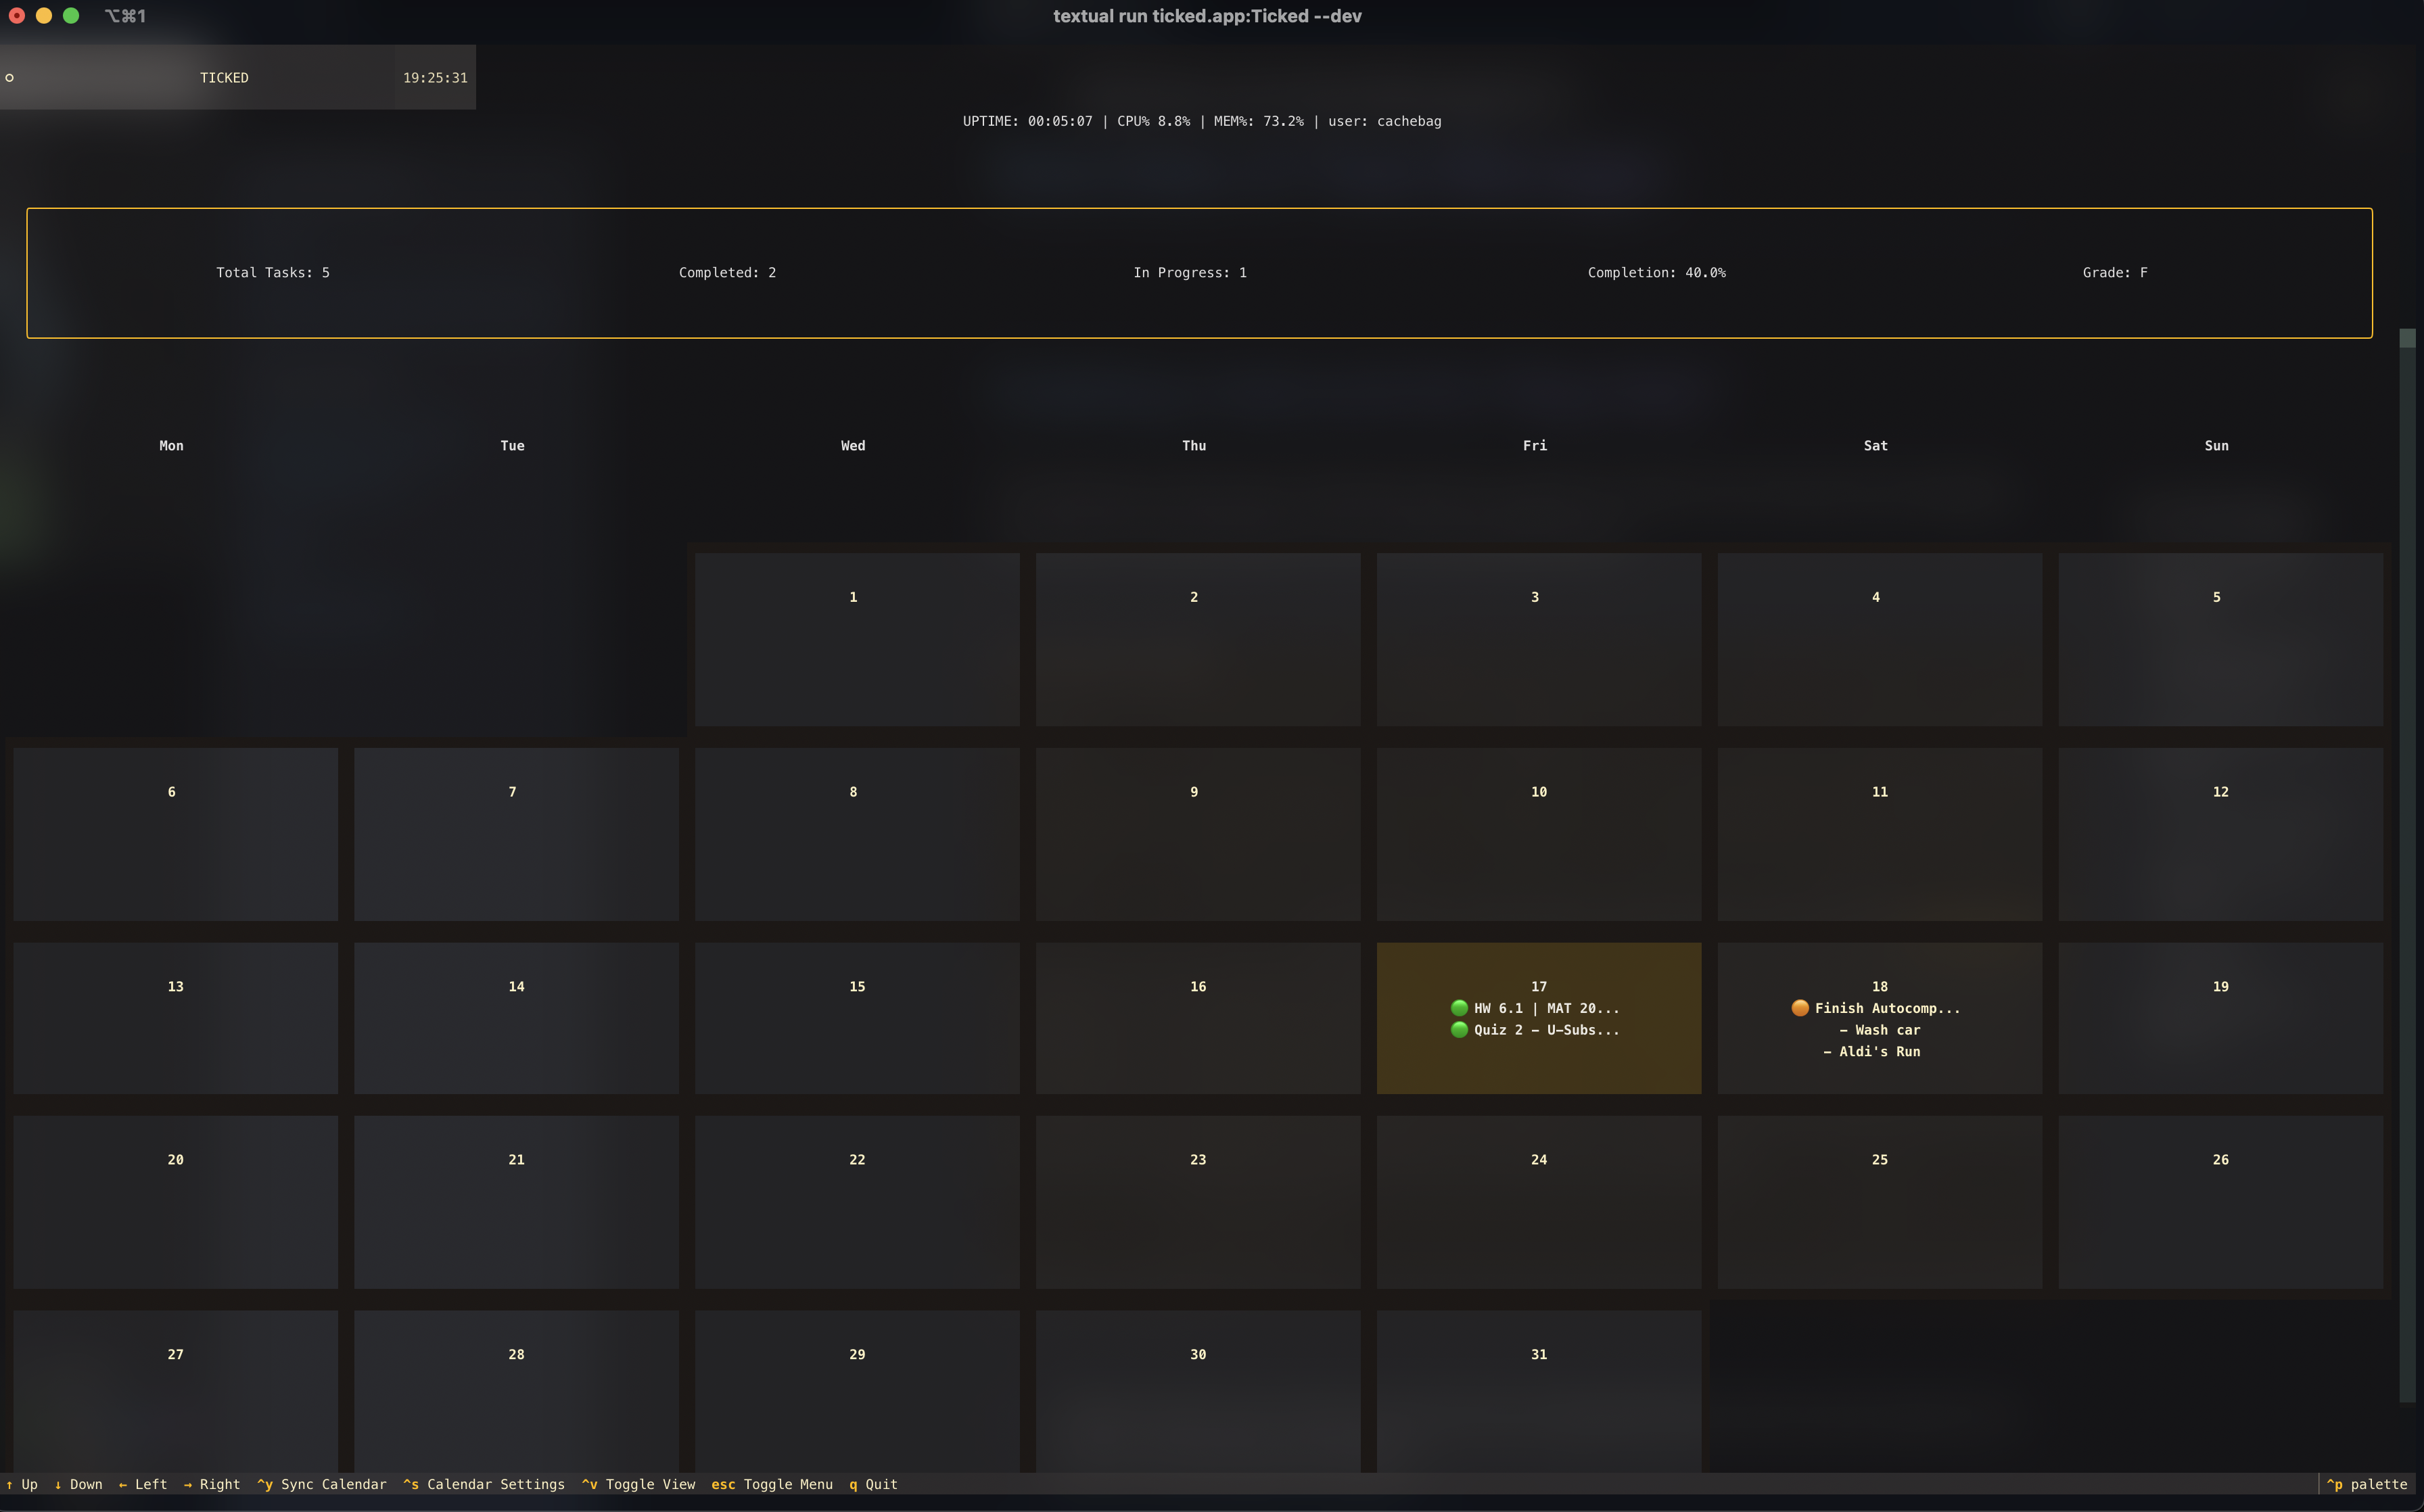 ⌥⌘1 textual run ticked.app:Ticked --dev
TICKED 19:25:31
UPTIME: 00:05:07 | CPU% 8.8% | MEM%: 73.2% | user: cachebag
Total Tasks: 5 Completed: 2 In Progress: 1 Completion: 40.0% Grade: F
Mon Tue Wed Thu Fri Sat Sun
1 2 3 4 5
6 7 8 9 10 11 12
13 14 15 16 17 18 19
HW 6.1 | MAT 20... Finish Autocomp...
Quiz 2 – U-Subs... – Wash car
– Aldi's Run
20 21 22 23 24 25 26
27 28 29 30 31
↑ Up ↓ Down ← Left → Right ^y Sync Calendar ^s Calendar Settings ^v Toggle View esc Toggle Menu q Quit ^p palette